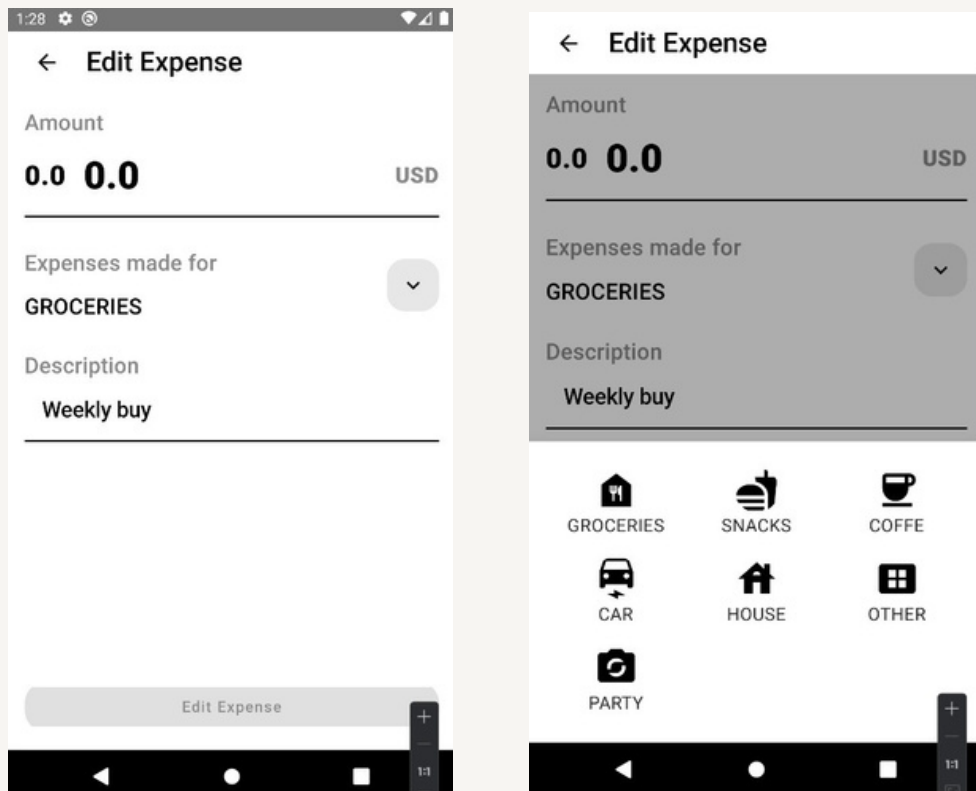 1:28
Edit Expense
Amount
0.0 0.0 USD
Expenses made for
GROCERIES
Description
Weekly buy
Edit Expense
1:1
Edit Expense
Amount
0.0 0.0 USD
Expenses made for
GROCERIES
Description
Weekly buy
GROCERIES SNACKS COFFE
CAR HOUSE OTHER
PARTY
1:1